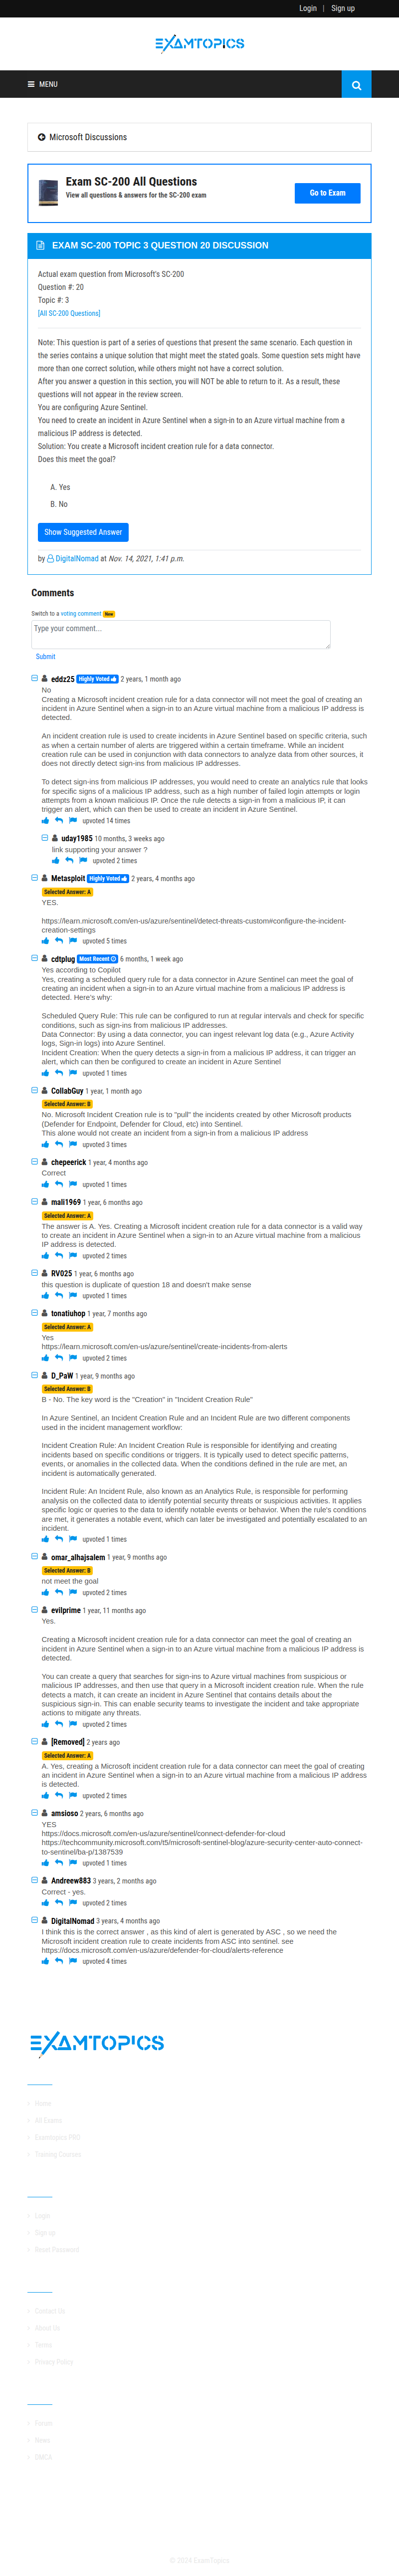 Login | Sign up
EXAMTOPICS
MENU
Microsoft Discussions
Exam SC-200 All Questions
View all questions & answers for the SC-200 exam
Go to Exam
EXAM SC-200 TOPIC 3 QUESTION 20 DISCUSSION
Actual exam question from Microsoft's SC-200
Question #: 20
Topic #: 3
[All SC-200 Questions]
Note: This question is part of a series of questions that present the same scenario. Each question in
the series contains a unique solution that might meet the stated goals. Some question sets might have
more than one correct solution, while others might not have a correct solution.
After you answer a question in this section, you will NOT be able to return to it. As a result, these
questions will not appear in the review screen.
You are configuring Azure Sentinel.
You need to create an incident in Azure Sentinel when a sign-in to an Azure virtual machine from a
malicious IP address is detected.
Solution: You create a Microsoft incident creation rule for a data connector.
Does this meet the goal?
A. Yes
B. No
Show Suggested Answer
by DigitalNomad at Nov. 14, 2021, 1:41 p.m.
Comments
Switch to a voting comment New
Type your comment...
Submit
eddz25 Highly Voted 2 years, 1 month ago
No
Creating a Microsoft incident creation rule for a data connector will not meet the goal of creating an
incident in Azure Sentinel when a sign-in to an Azure virtual machine from a malicious IP address is
detected.
An incident creation rule is used to create incidents in Azure Sentinel based on specific criteria, such
as when a certain number of alerts are triggered within a certain timeframe. While an incident
creation rule can be used in conjunction with data connectors to analyze data from other sources, it
does not directly detect sign-ins from malicious IP addresses.
To detect sign-ins from malicious IP addresses, you would need to create an analytics rule that looks
for specific signs of a malicious IP address, such as a high number of failed login attempts or login
attempts from a known malicious IP. Once the rule detects a sign-in from a malicious IP, it can
trigger an alert, which can then be used to create an incident in Azure Sentinel.
upvoted 14 times
uday1985 10 months, 3 weeks ago
link supporting your answer ?
upvoted 2 times
Metasploit Highly Voted 2 years, 4 months ago
Selected Answer: A
YES.
https://learn.microsoft.com/en-us/azure/sentinel/detect-threats-custom#configure-the-incident-
creation-settings
upvoted 5 times
cdtplug Most Recent 6 months, 1 week ago
Yes according to Copilot
Yes, creating a scheduled query rule for a data connector in Azure Sentinel can meet the goal of
creating an incident when a sign-in to an Azure virtual machine from a malicious IP address is
detected. Here's why:
Scheduled Query Rule: This rule can be configured to run at regular intervals and check for specific
conditions, such as sign-ins from malicious IP addresses.
Data Connector: By using a data connector, you can ingest relevant log data (e.g., Azure Activity
logs, Sign-in logs) into Azure Sentinel.
Incident Creation: When the query detects a sign-in from a malicious IP address, it can trigger an
alert, which can then be configured to create an incident in Azure Sentinel
upvoted 1 times
CollabGuy 1 year, 1 month ago
Selected Answer: B
No. Microsoft Incident Creation rule is to "pull" the incidents created by other Microsoft products
(Defender for Endpoint, Defender for Cloud, etc) into Sentinel.
This alone would not create an incident from a sign-in from a malicious IP address
upvoted 3 times
chepeerick 1 year, 4 months ago
Correct
upvoted 1 times
mali1969 1 year, 6 months ago
Selected Answer: A
The answer is A. Yes. Creating a Microsoft incident creation rule for a data connector is a valid way
to create an incident in Azure Sentinel when a sign-in to an Azure virtual machine from a malicious
IP address is detected.
upvoted 2 times
RV025 1 year, 6 months ago
this question is duplicate of question 18 and doesn't make sense
upvoted 1 times
tonatiuhop 1 year, 7 months ago
Selected Answer: A
Yes
https://learn.microsoft.com/en-us/azure/sentinel/create-incidents-from-alerts
upvoted 2 times
D_PaW 1 year, 9 months ago
Selected Answer: B
B - No. The key word is the "Creation" in "Incident Creation Rule"
In Azure Sentinel, an Incident Creation Rule and an Incident Rule are two different components
used in the incident management workflow:
Incident Creation Rule: An Incident Creation Rule is responsible for identifying and creating
incidents based on specific conditions or triggers. It is typically used to detect specific patterns,
events, or anomalies in the collected data. When the conditions defined in the rule are met, an
incident is automatically generated.
Incident Rule: An Incident Rule, also known as an Analytics Rule, is responsible for performing
analysis on the collected data to identify potential security threats or suspicious activities. It applies
specific logic or queries to the data to identify notable events or behavior. When the rule's conditions
are met, it generates a notable event, which can later be investigated and potentially escalated to an
incident.
upvoted 1 times
omar_alhajsalem 1 year, 9 months ago
Selected Answer: B
not meet the goal
upvoted 2 times
evilprime 1 year, 11 months ago
Yes.
Creating a Microsoft incident creation rule for a data connector can meet the goal of creating an
incident in Azure Sentinel when a sign-in to an Azure virtual machine from a malicious IP address is
detected.
You can create a query that searches for sign-ins to Azure virtual machines from suspicious or
malicious IP addresses, and then use that query in a Microsoft incident creation rule. When the rule
detects a match, it can create an incident in Azure Sentinel that contains details about the
suspicious sign-in. This can enable security teams to investigate the incident and take appropriate
actions to mitigate any threats.
upvoted 2 times
[Removed] 2 years ago
Selected Answer: A
A. Yes, creating a Microsoft incident creation rule for a data connector can meet the goal of creating
an incident in Azure Sentinel when a sign-in to an Azure virtual machine from a malicious IP address
is detected.
upvoted 2 times
amsioso 2 years, 6 months ago
YES
https://docs.microsoft.com/en-us/azure/sentinel/connect-defender-for-cloud
https://techcommunity.microsoft.com/t5/microsoft-sentinel-blog/azure-security-center-auto-connect-
to-sentinel/ba-p/1387539
upvoted 1 times
Andreew883 3 years, 2 months ago
Correct - yes.
upvoted 2 times
DigitalNomad 3 years, 4 months ago
I think this is the correct answer , as this kind of alert is generated by ASC , so we need the
Microsoft incident creation rule to create incidents from ASC into sentinel. see
https://docs.microsoft.com/en-us/azure/defender-for-cloud/alerts-reference
upvoted 4 times
EXAMTOPICS
Home
All Exams
Examtopics PRO
Training Courses
Login
Sign up
Reset Password
Contact Us
About Us
Terms
Privacy Policy
Forum
News
DMCA
© 2024 ExamTopics